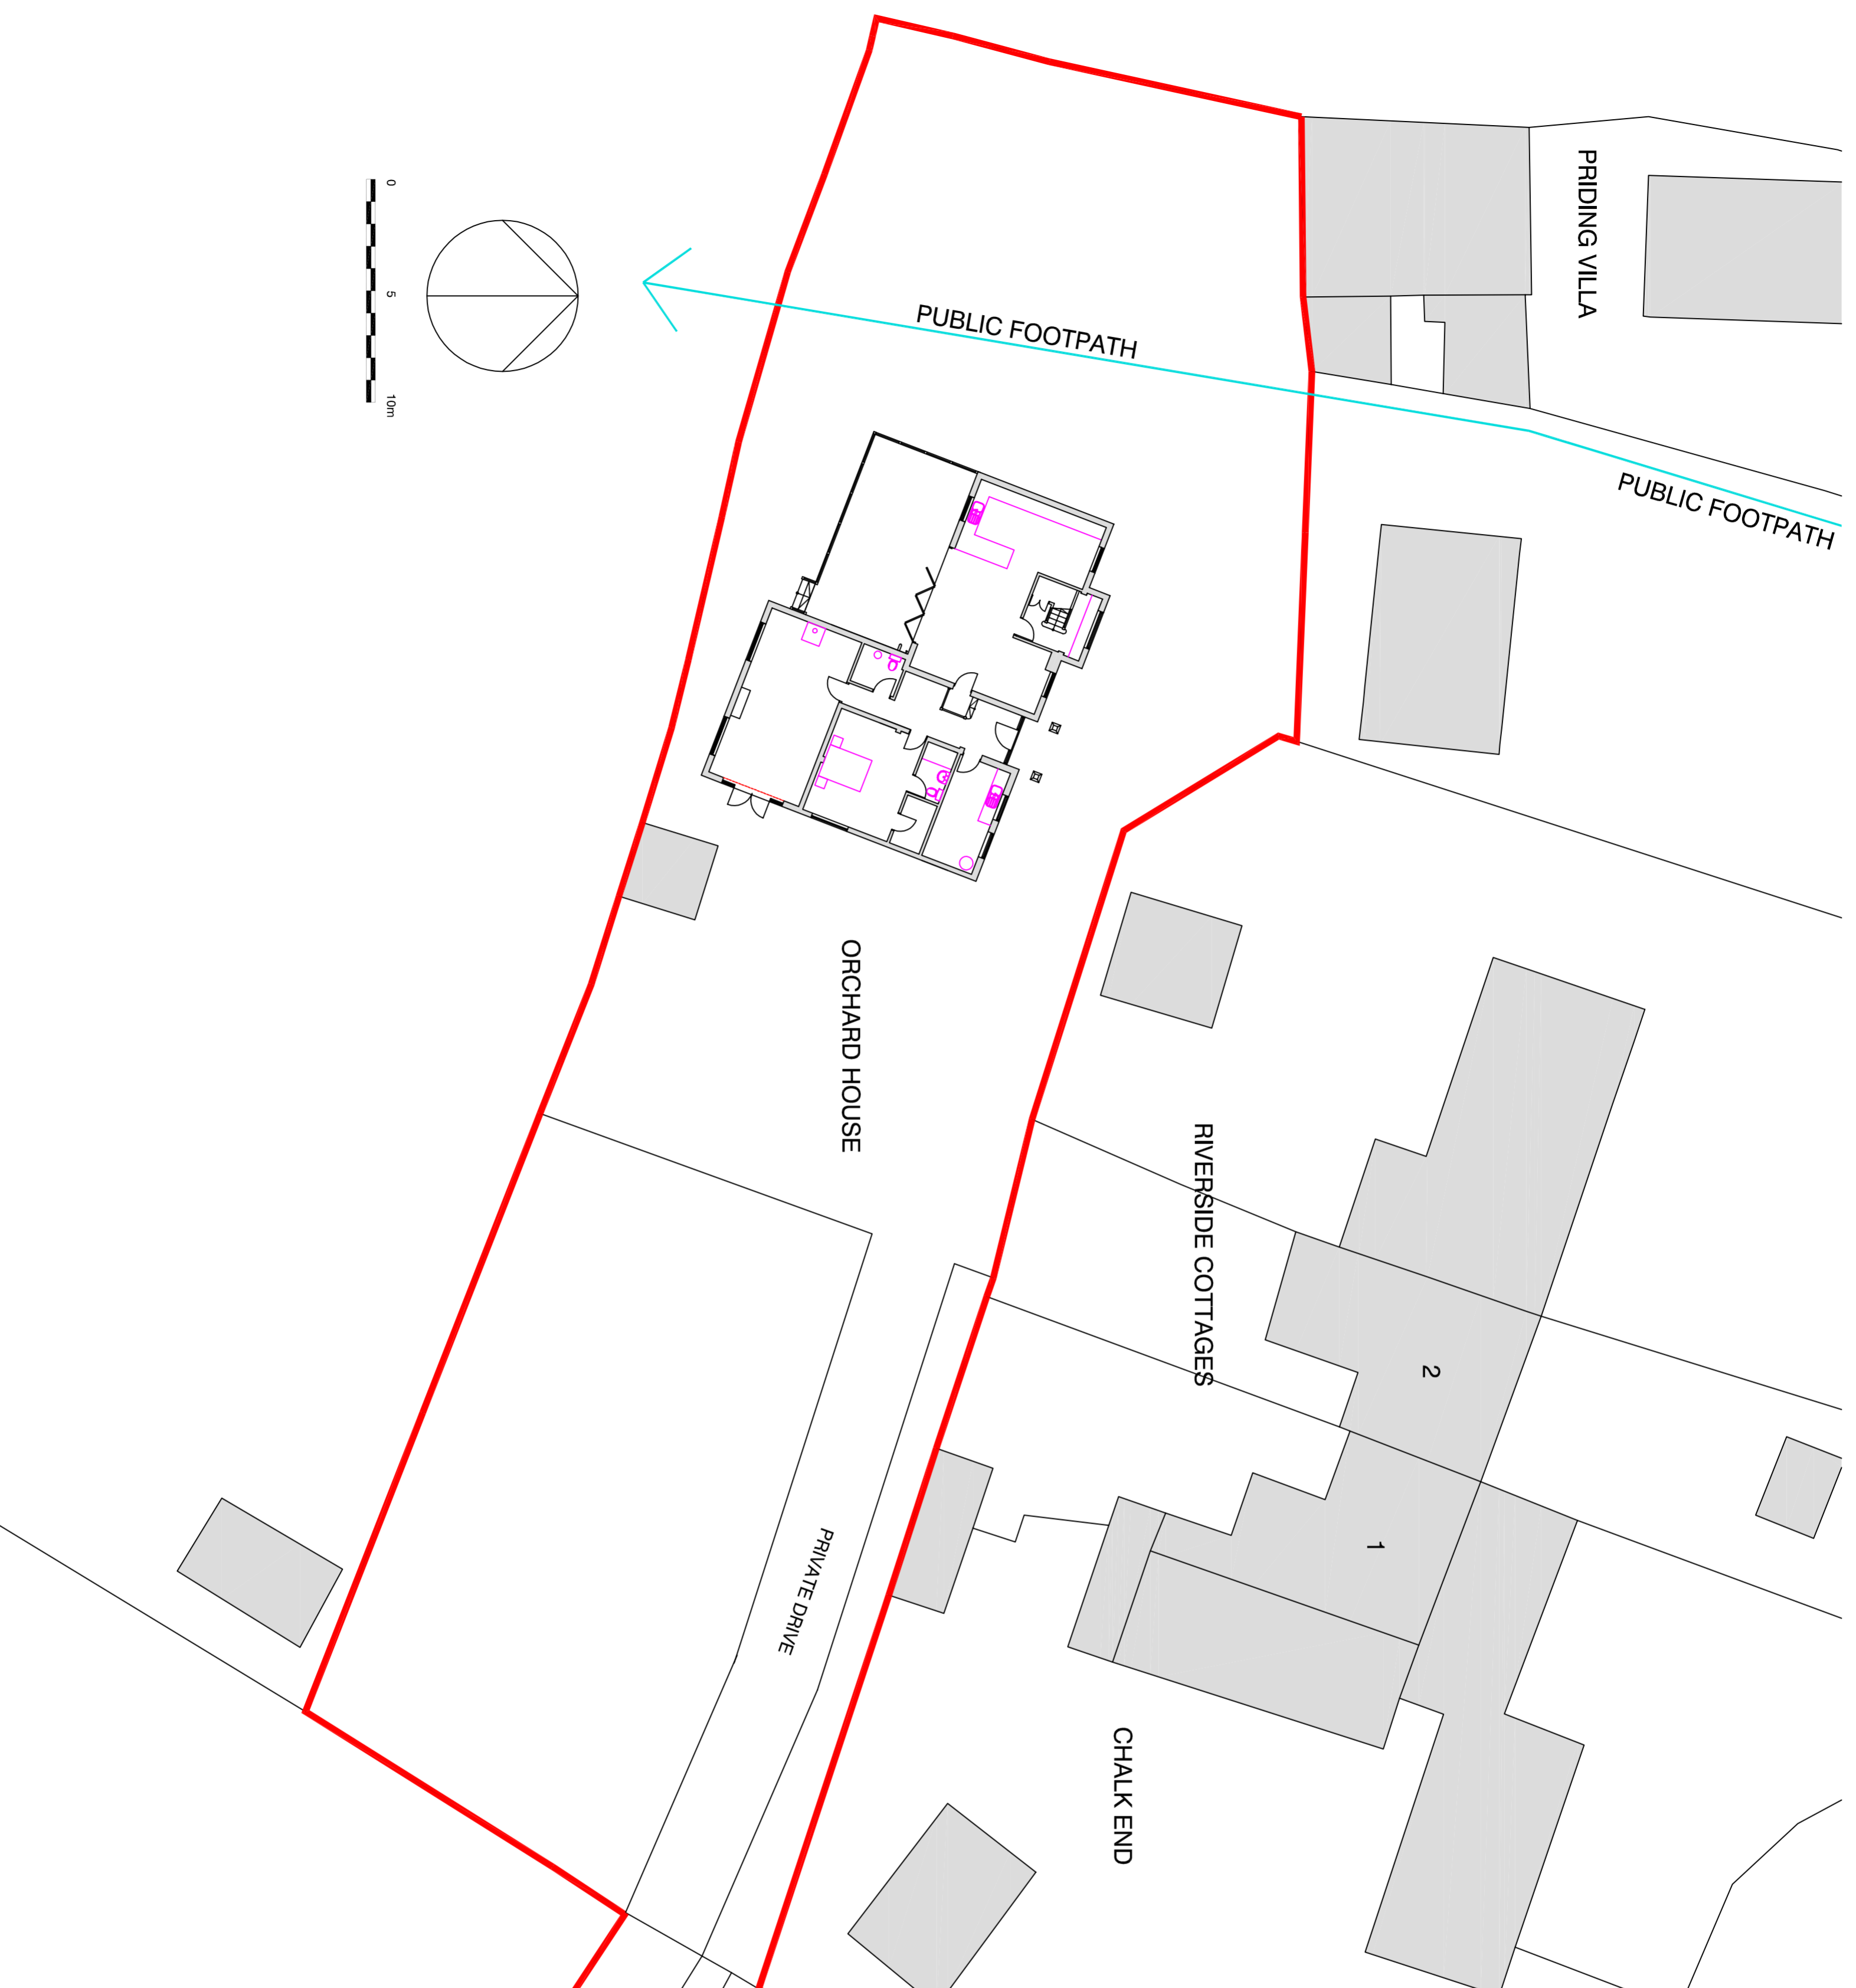 PRIDING VILLA
0
5
10m
PUBLIC FOOTPATH
PUBLIC FOOTPATH
ORCHARD HOUSE
RIVERSIDE COTTAGES
2
1
PRIVATE DRIVE
CHALK END